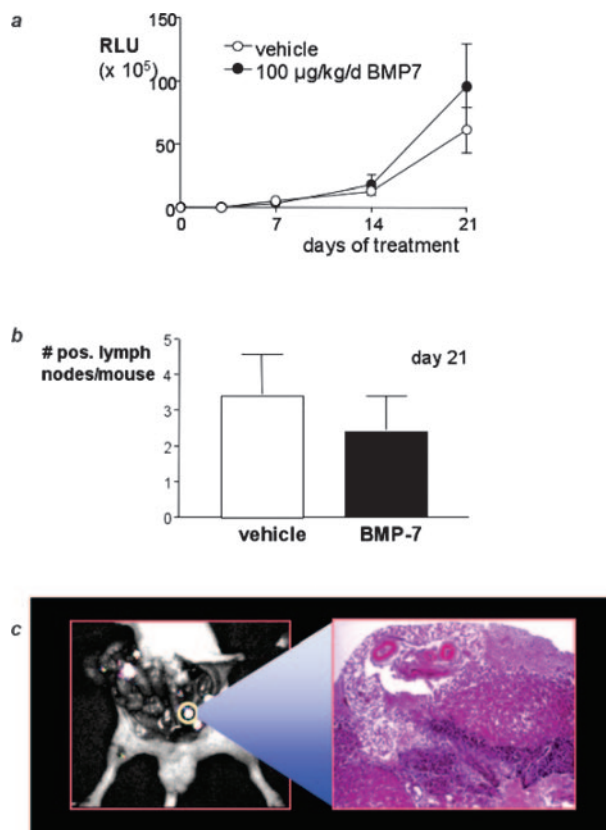 a
150
RLU
(x 10⁵)
vehicle
100 µg/kg/d BMP7
100
50
0
0 7 14 21
days of treatment
b
# pos. lymph
nodes/mouse
day 21
5
4
3
2
1
0
vehicle BMP-7
c